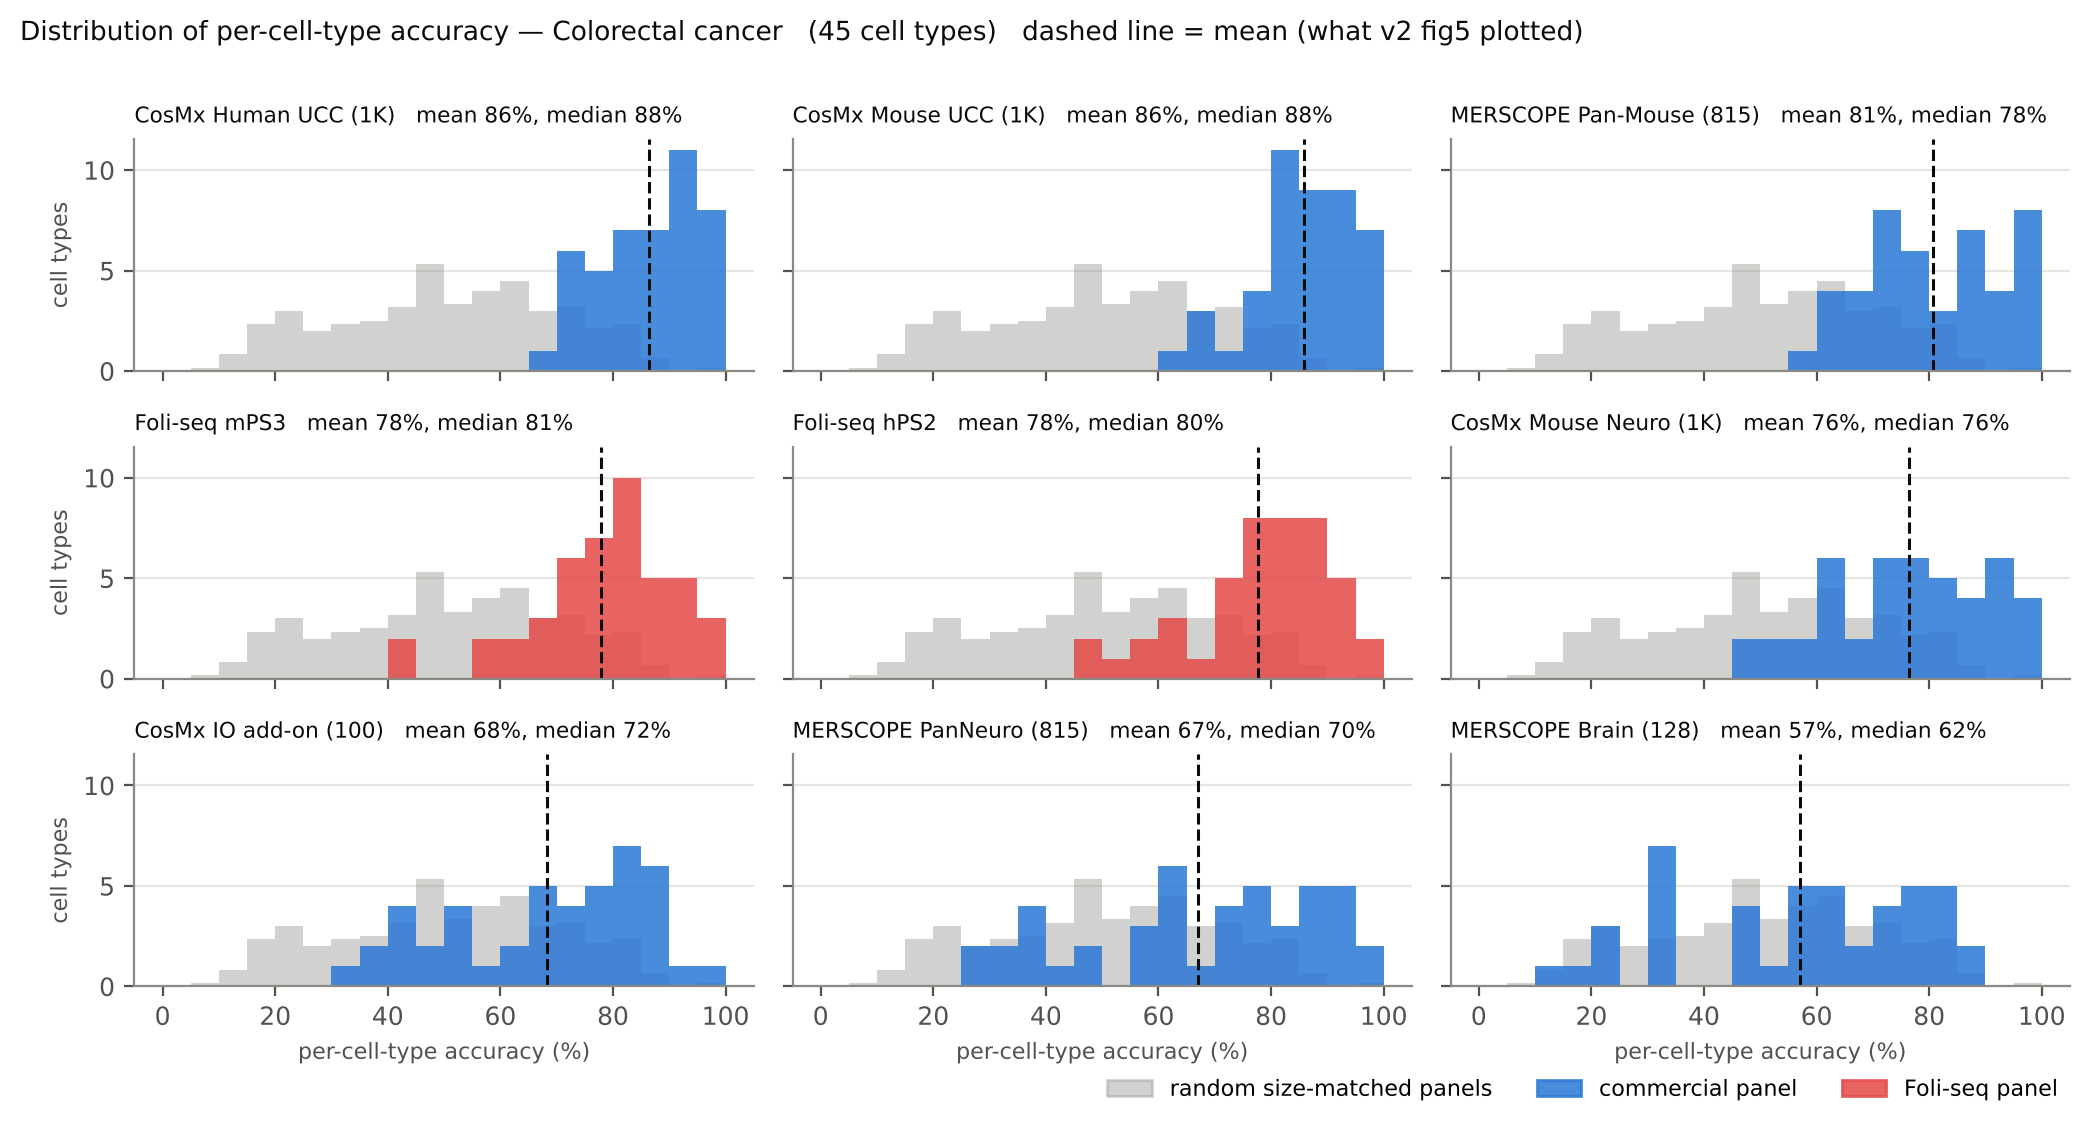 Distribution of per-cell-type accuracy — Colorectal cancer (45 cell types) dashed line = mean (what v2 fig5 plotted)
CosMx Human UCC (1K) mean 86%, median 88%
CosMx Mouse UCC (1K) mean 86%, median 88%
MERSCOPE Pan-Mouse (815) mean 81%, median 78%
cell types
10
5
0
Foli-seq mPS3 mean 78%, median 81%
Foli-seq hPS2 mean 78%, median 80%
CosMx Mouse Neuro (1K) mean 76%, median 76%
cell types
10
5
0
CosMx IO add-on (100) mean 68%, median 72%
MERSCOPE PanNeuro (815) mean 67%, median 70%
MERSCOPE Brain (128) mean 57%, median 62%
cell types
10
5
0
0 20 40 60 80 100
0 20 40 60 80 100
0 20 40 60 80 100
per-cell-type accuracy (%)
per-cell-type accuracy (%)
per-cell-type accuracy (%)
random size-matched panels
commercial panel
Foli-seq panel